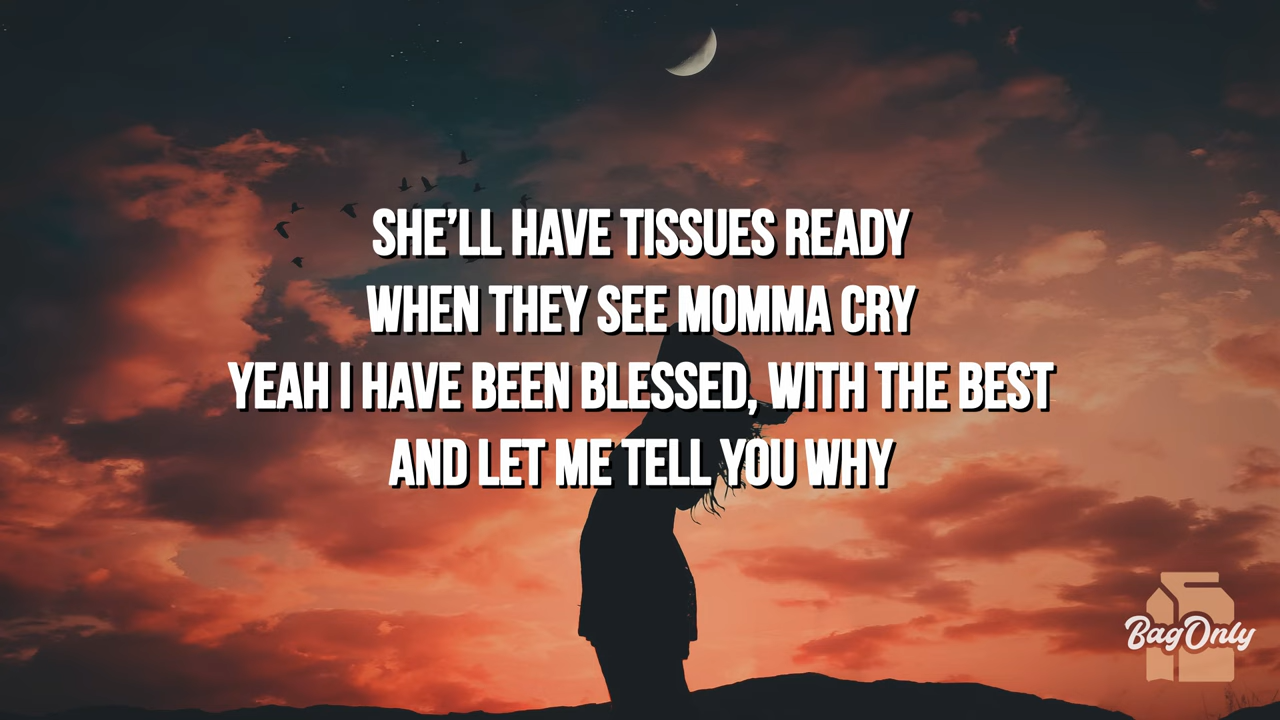 SHE’LL HAVE TISSUES READY
WHEN THEY SEE MOMMA CRY
YEAH I HAVE BEEN BLESSED, WITH THE BEST
AND LET ME TELL YOU WHY
BagOnly